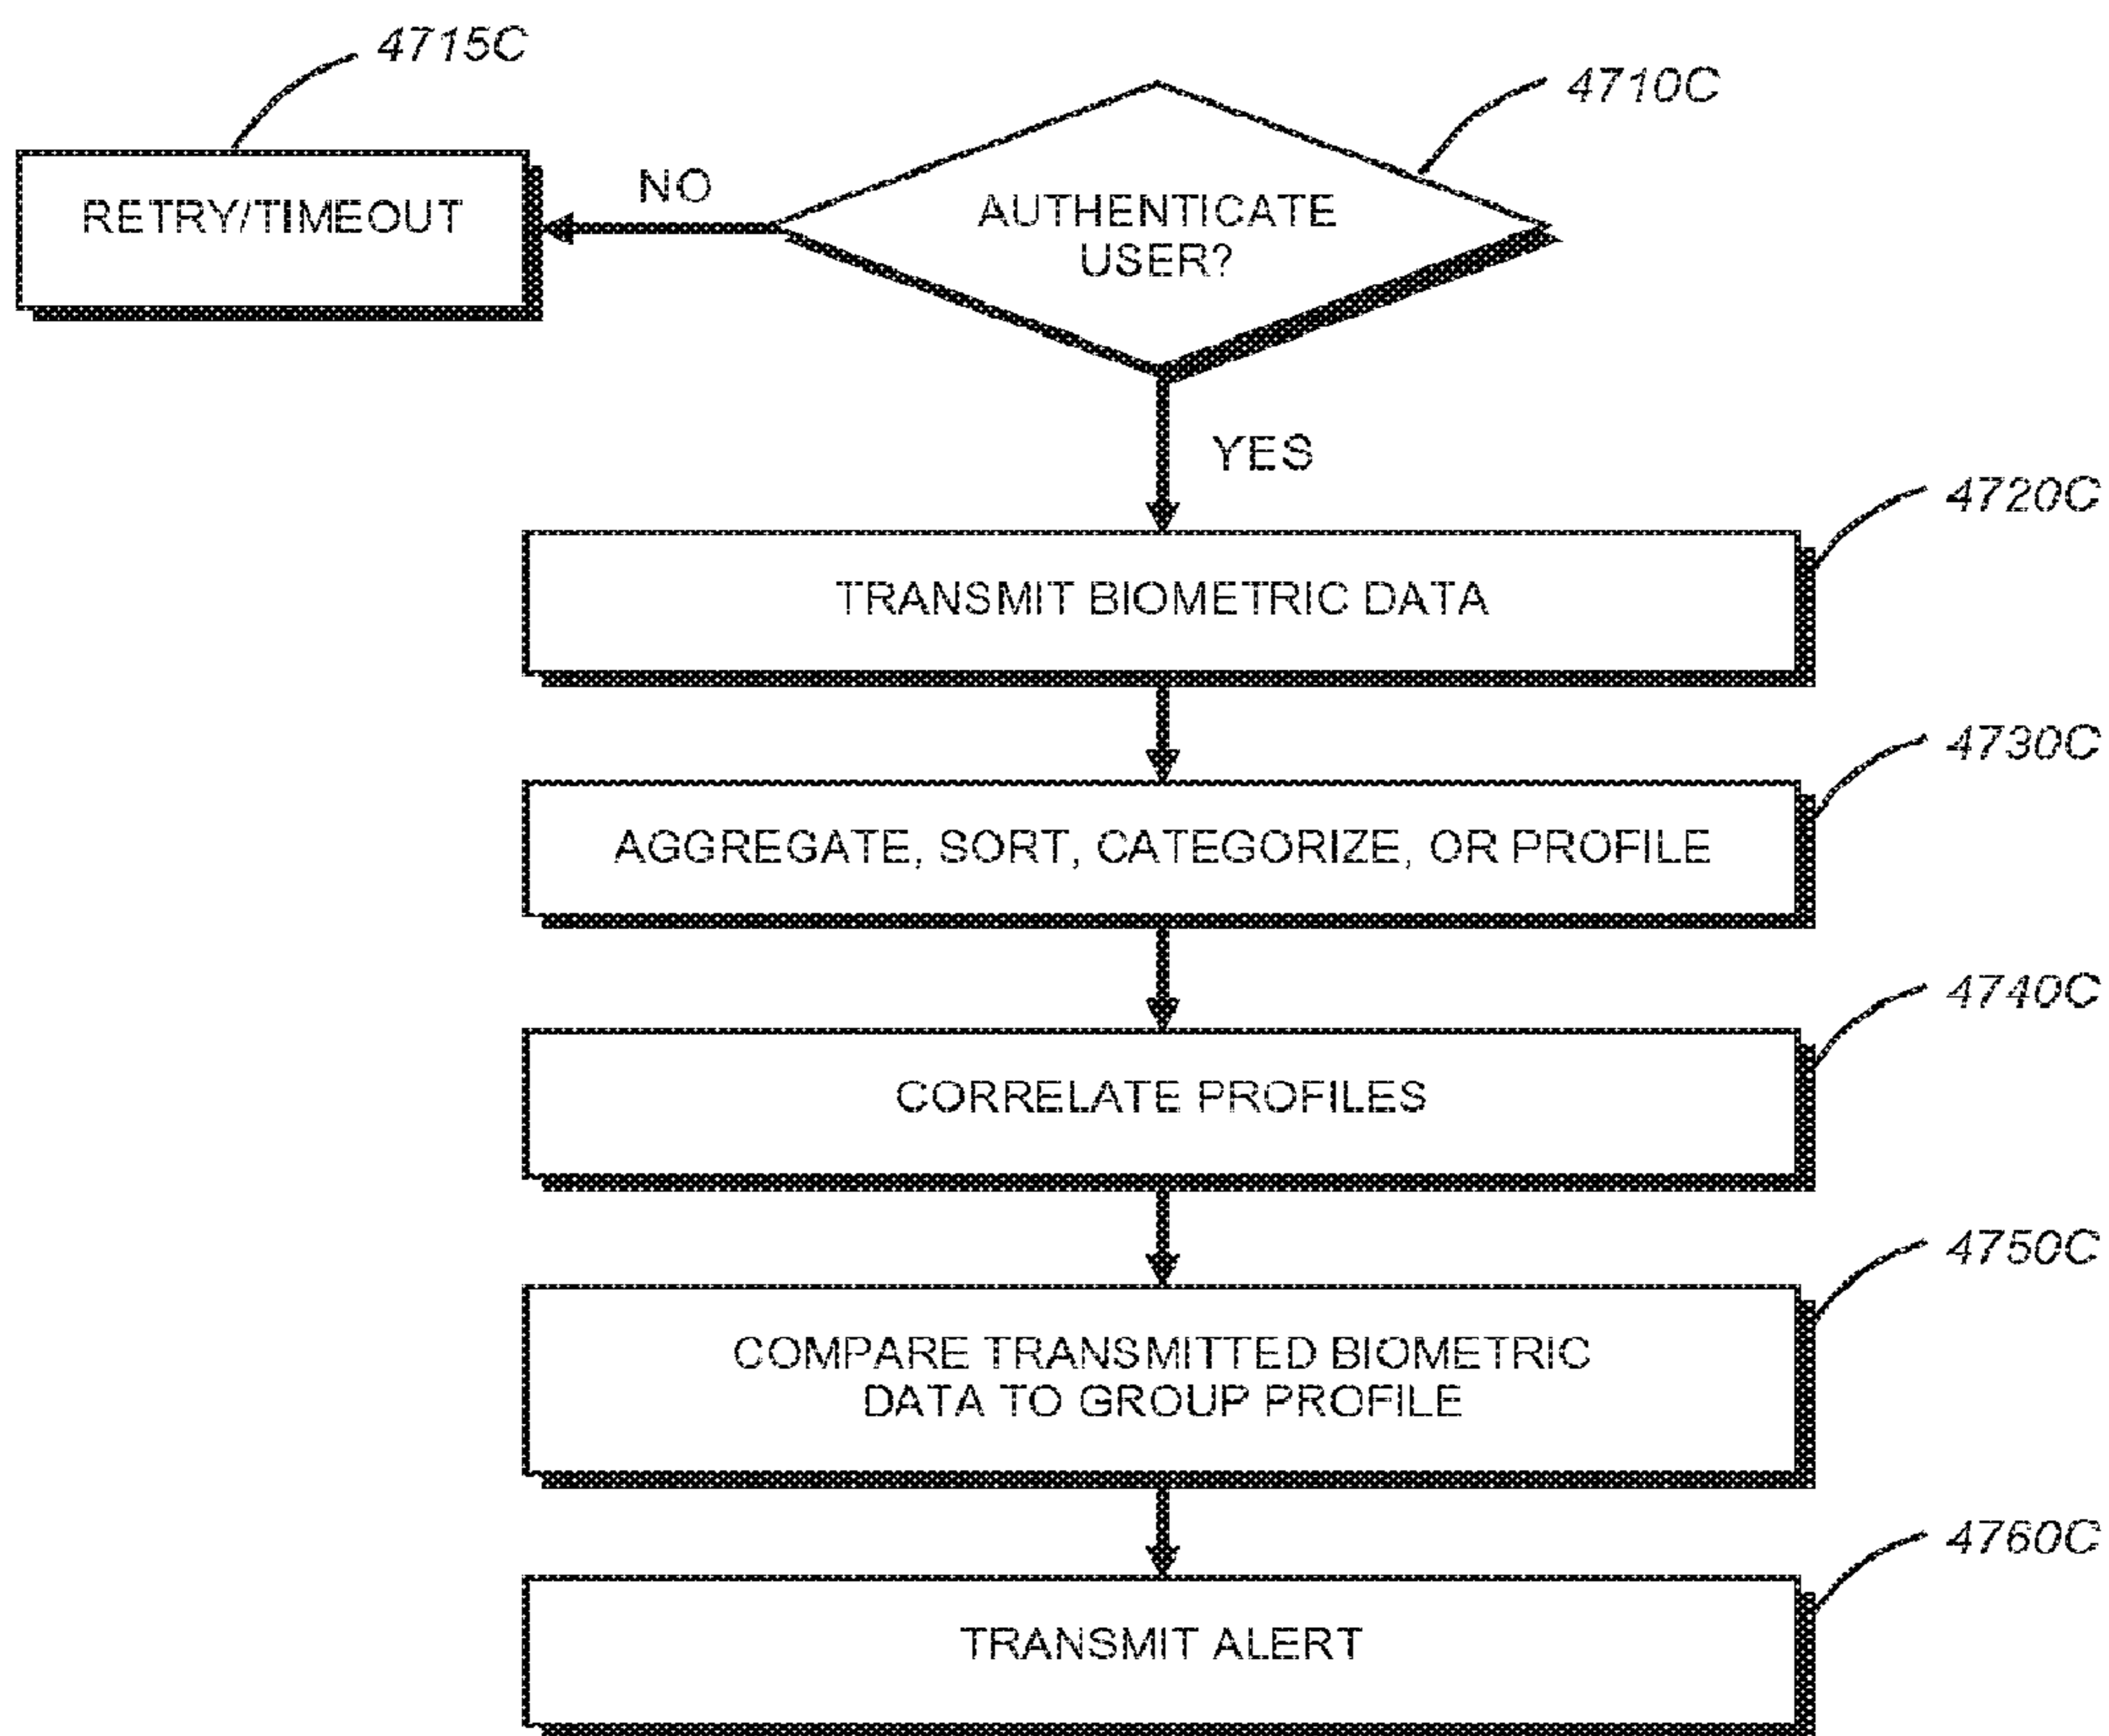 4715C
4710C
RETRY/TIMEOUT
NO
AUTHENTICATE
USER?
YES
4720C
TRANSMIT BIOMETRIC DATA
4730C
AGGREGATE, SORT, CATEGORIZE, OR PROFILE
4740C
CORRELATE PROFILES
4750C
COMPARE TRANSMITTED BIOMETRIC
DATA TO GROUP PROFILE
4760C
TRANSMIT ALERT